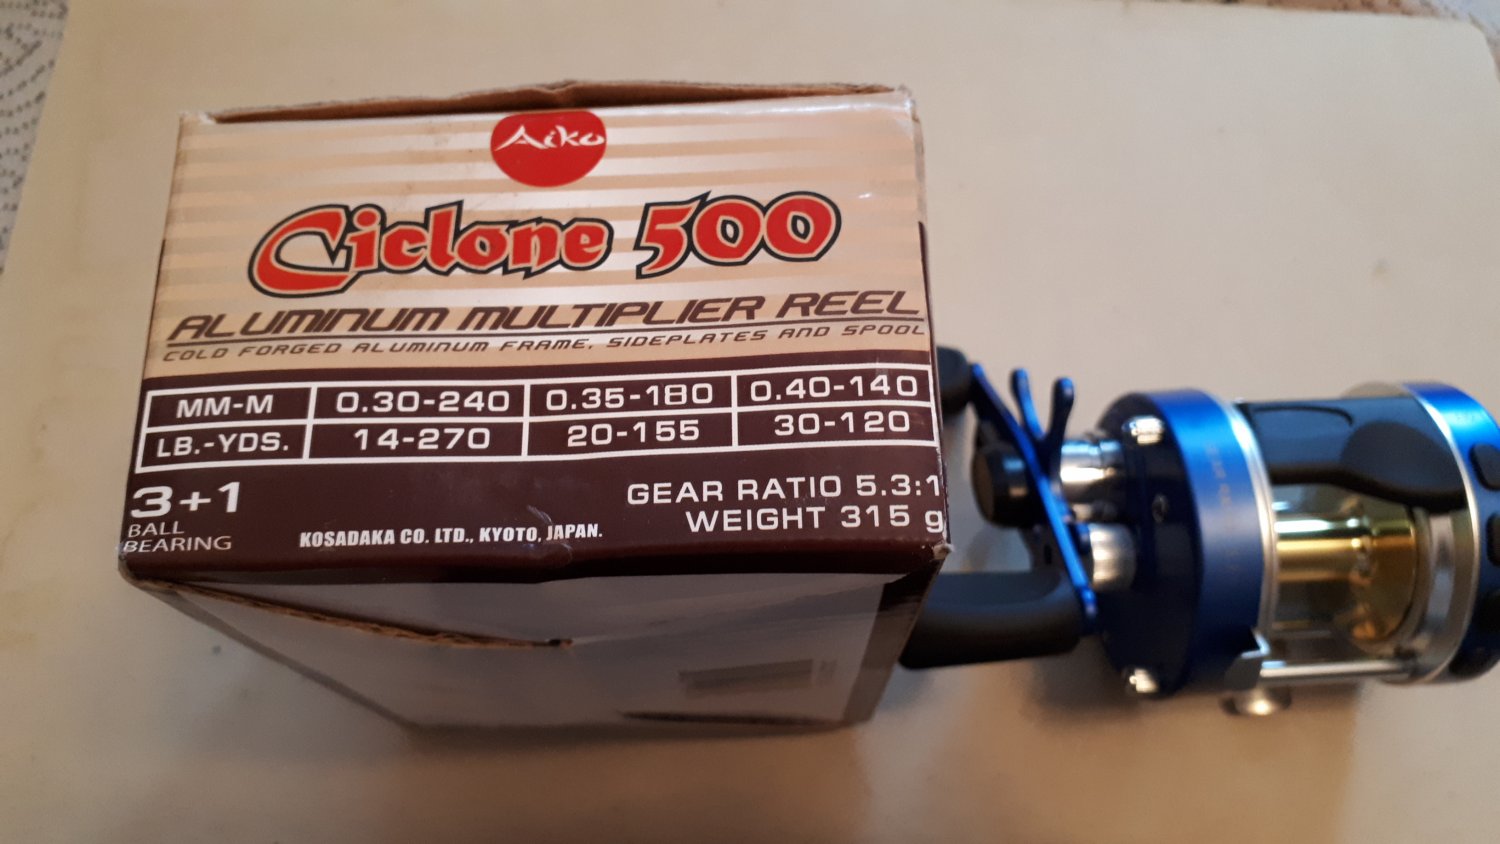 Aiko
Ciclone 500
ALUMINUM MULTIPLIER REEL
COLD FORGED ALUMINUM FRAME, SIDEPLATES AND SPOOL
MM-M 0.30-240 0.35-180 0.40-140
LB.-YDS. 14-270 20-155 30-120
3+1
BALL
BEARING
KOSADAKA CO. LTD., KYOTO, JAPAN.
GEAR RATIO 5.3:1
WEIGHT 315 g